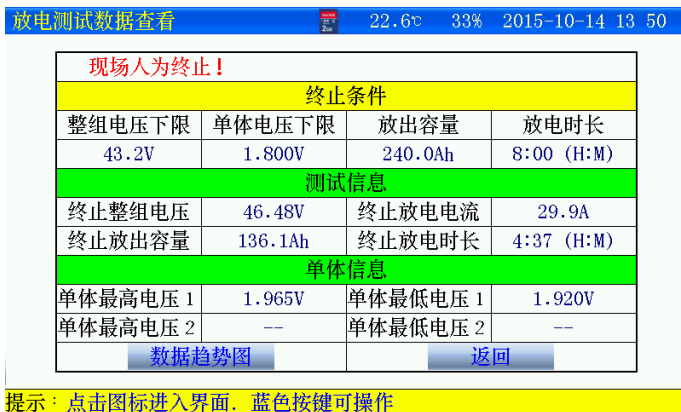 放电测试数据查看 22.6℃ 33% 2015-10-14 13 50
现场人为终止!
终止条件
整组电压下限 单体电压下限 放出容量 放电时长
43.2V 1.800V 240.0Ah 8:00 (H:M)
测试信息
终止整组电压 46.48V 终止放电电流 29.9A
终止放出容量 136.1Ah 终止放电时长 4:37 (H:M)
单体信息
单体最高电压1 1.965V 单体最低电压1 1.920V
单体最高电压2 -- 单体最低电压2 --
数据趋势图 返回
提示:点击图标进入界面. 蓝色按键可操作